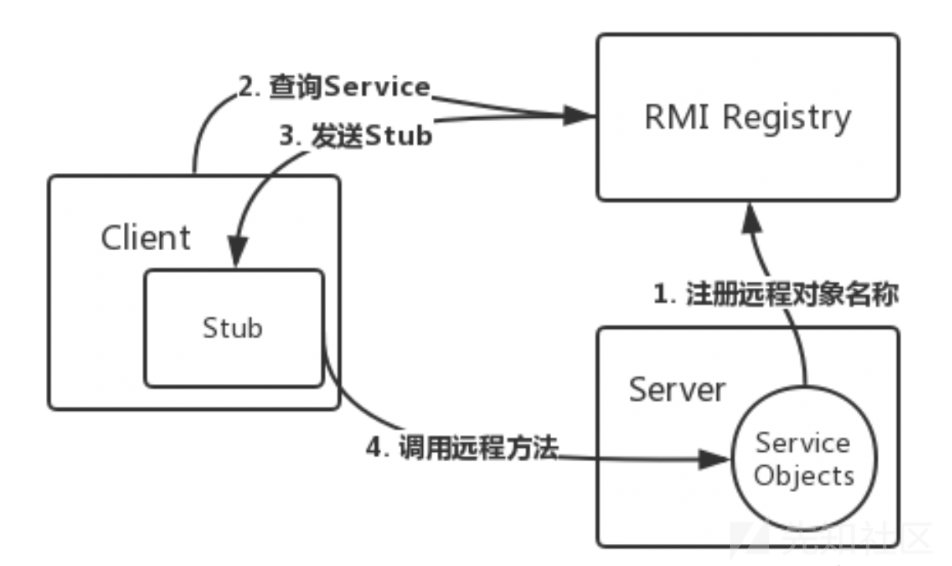 2. 查询Service
RMI Registry
3. 发送Stub
Client
Stub
1. 注册远程对象名称
Server
4. 调用远程方法
Service
Objects
先知社区